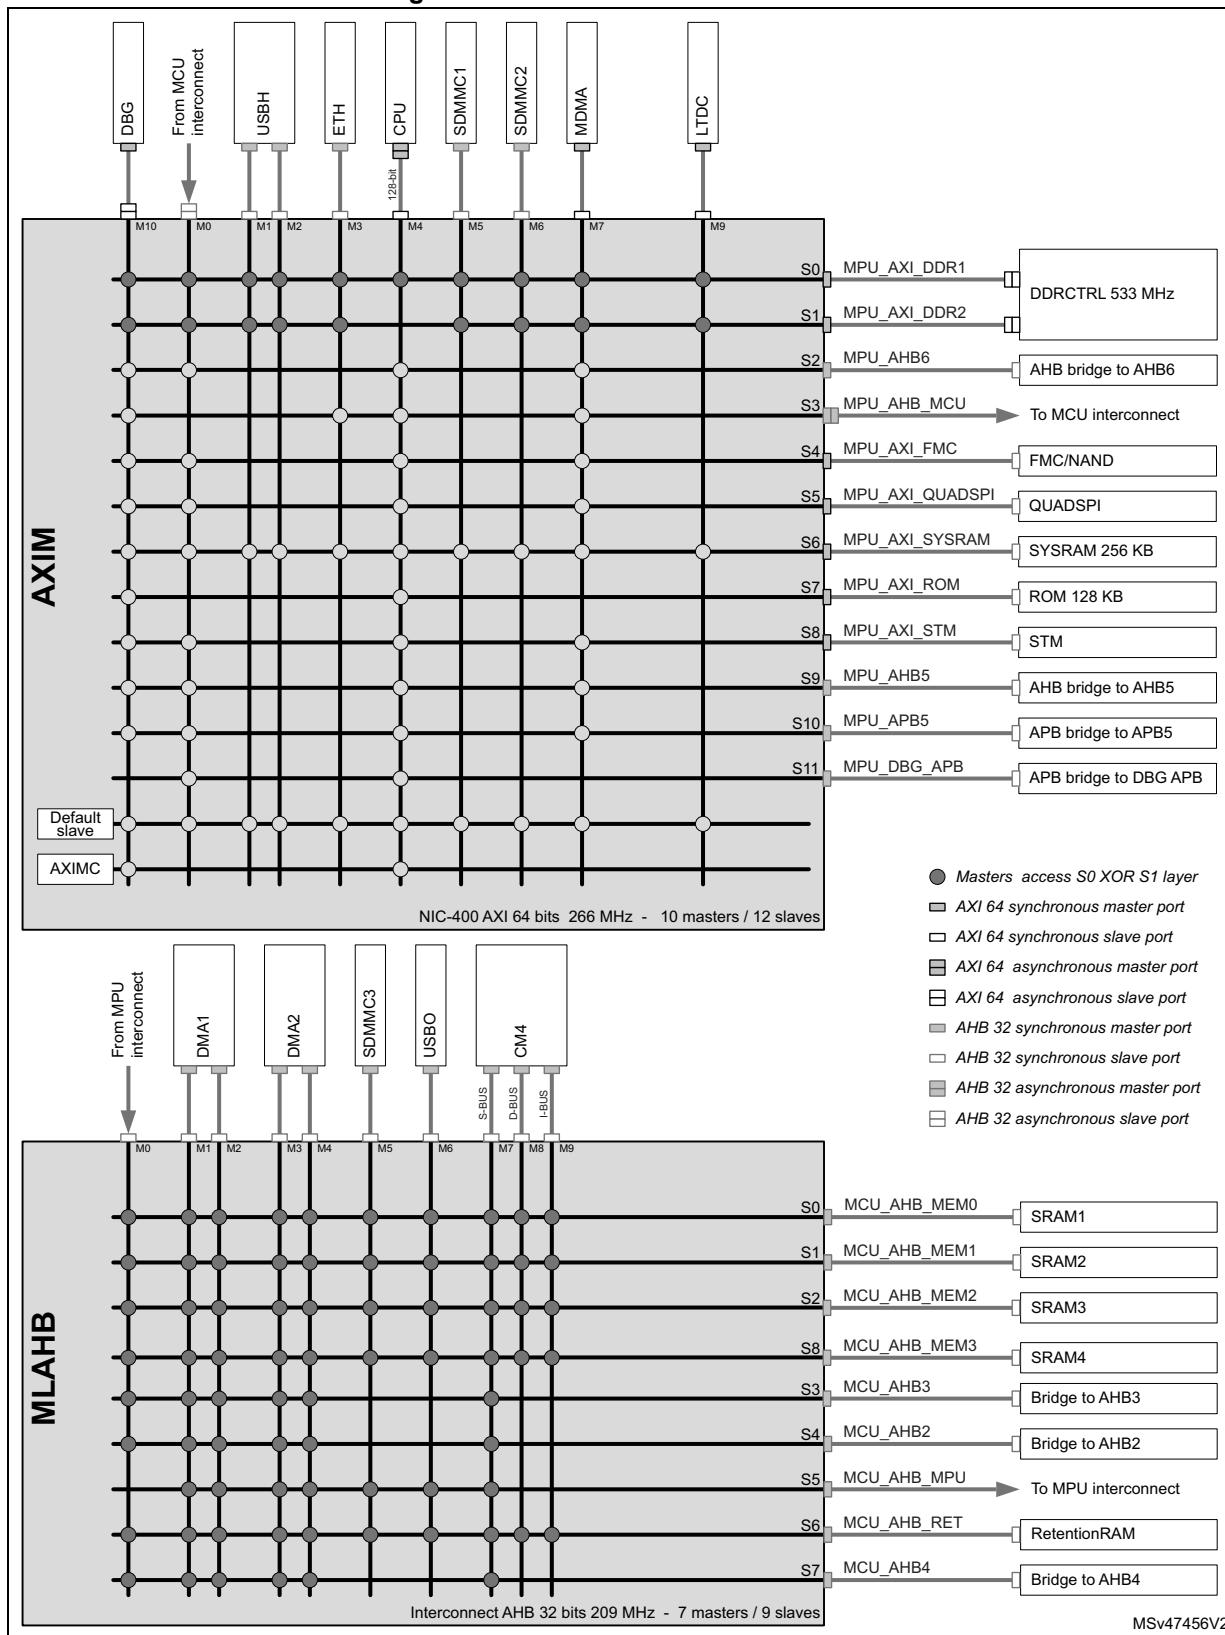 DBG
From MCU
interconnect
USBH
ETH
CPU
SDMMC1
SDMMC2
MDMA
LTDC
128-bit
M10
M0
M1
M2
M3
M4
M5
M6
M7
M9
AXIM
S0
MPU_AXI_DDR1
DDRCTRL 533 MHz
S1
MPU_AXI_DDR2
S2
MPU_AHB6
AHB bridge to AHB6
S3
MPU_AHB_MCU
To MCU interconnect
S4
MPU_AXI_FMC
FMC/NAND
S5
MPU_AXI_QUADSPI
QUADSPI
S6
MPU_AXI_SYSRAM
SYSRAM 256 KB
S7
MPU_AXI_ROM
ROM 128 KB
S8
MPU_AXI_STM
STM
S9
MPU_AHB5
AHB bridge to AHB5
S10
MPU_APB5
APB bridge to APB5
S11
MPU_DBG_APB
APB bridge to DBG APB
Default
slave
AXIMC
NIC-400 AXI 64 bits 266 MHz - 10 masters / 12 slaves
Masters access S0 XOR S1 layer
AXI 64 synchronous master port
AXI 64 synchronous slave port
AXI 64 asynchronous master port
AXI 64 asynchronous slave port
AHB 32 synchronous master port
AHB 32 synchronous slave port
AHB 32 asynchronous master port
AHB 32 asynchronous slave port
From MPU
interconnect
DMA1
DMA2
SDMMC3
USBO
CM4
S-BUS
D-BUS
I-BUS
M0
M1
M2
M3
M4
M5
M6
M7
M8
M9
MLAHB
S0
MCU_AHB_MEM0
SRAM1
S1
MCU_AHB_MEM1
SRAM2
S2
MCU_AHB_MEM2
SRAM3
S8
MCU_AHB_MEM3
SRAM4
S3
MCU_AHB3
Bridge to AHB3
S4
MCU_AHB2
Bridge to AHB2
S5
MCU_AHB_MPU
To MPU interconnect
S6
MCU_AHB_RET
RetentionRAM
S7
MCU_AHB4
Bridge to AHB4
Interconnect AHB 32 bits 209 MHz - 7 masters / 9 slaves
MSv47456V2